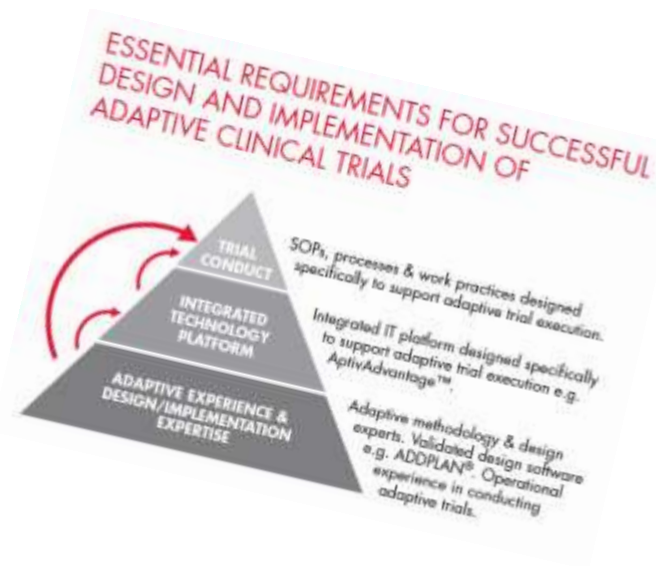 ESSENTIAL REQUIREMENTS FOR SUCCESSFUL
DESIGN AND IMPLEMENTATION OF
ADAPTIVE CLINICAL TRIALS
TRIAL
CONDUCT
SOPs, processes & work practices designed
specifically to support adaptive trial execution.
INTEGRATED
TECHNOLOGY
PLATFORM
Integrated IT platform designed specifically
to support adaptive trial execution e.g.
AptivAdvantage™.
ADAPTIVE EXPERIENCE &
DESIGN/IMPLEMENTATION
EXPERTISE
Adaptive methodology & design
experts. Validated design software
e.g. ADDPLAN®. Operational
experience in conducting
adaptive trials.